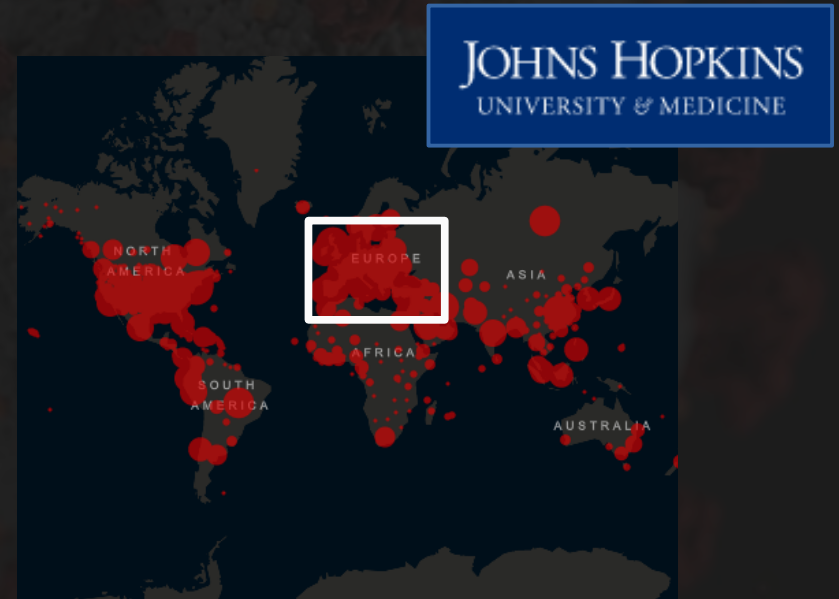 JOHNS HOPKINS
UNIVERSITY & MEDICINE
NORTH
AMERICA
EUROPE
ASIA
AFRICA
SOUTH
AMERICA
AUSTRALIA